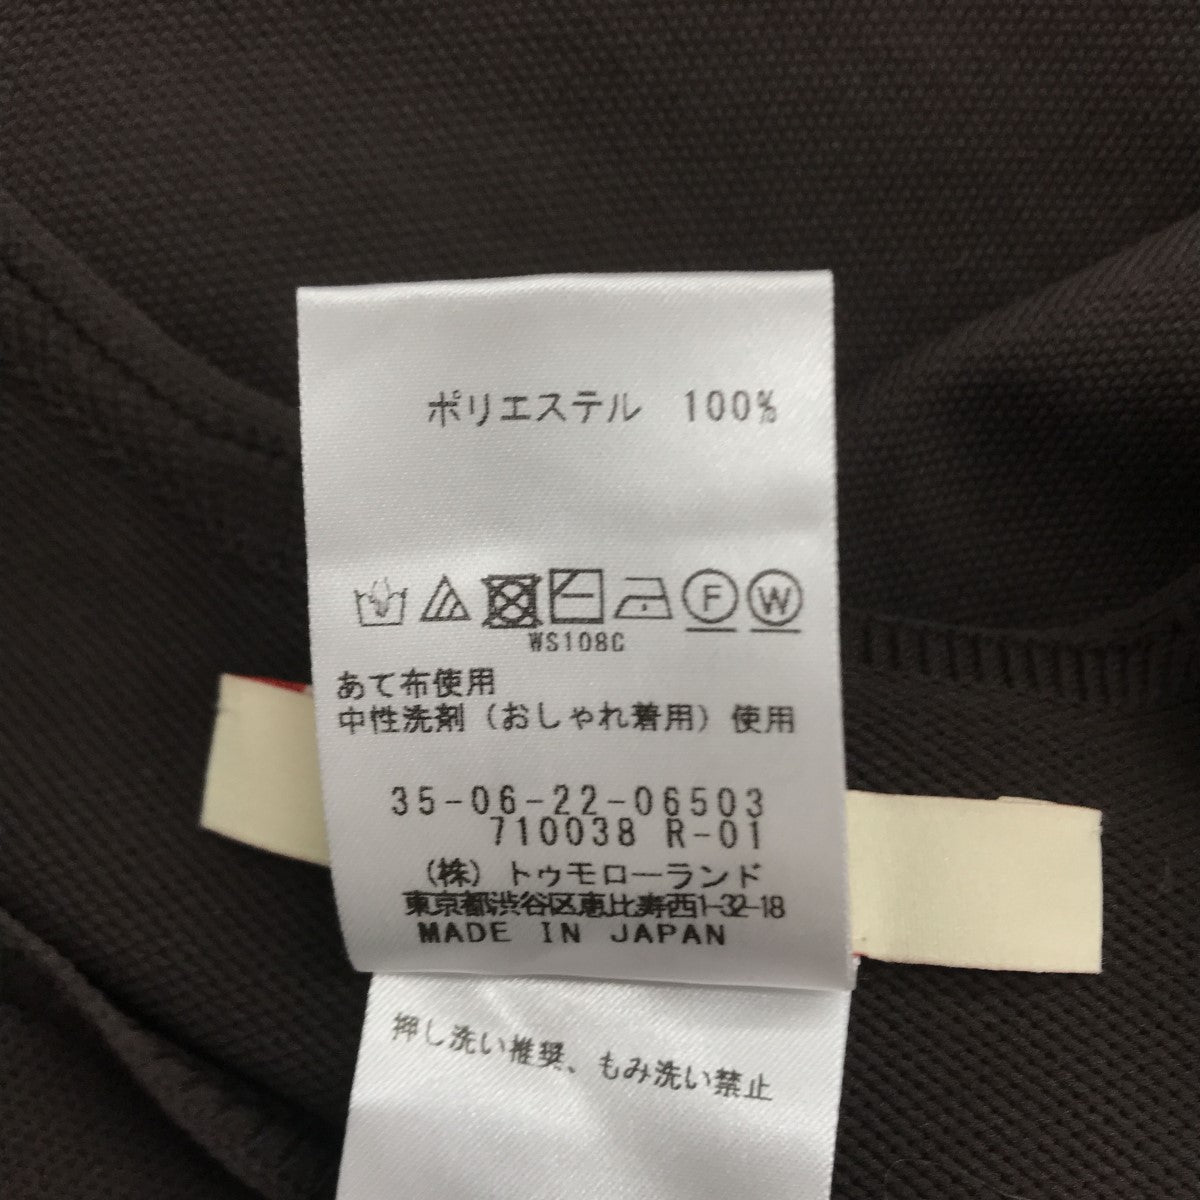 ポリエステル 100%
F W
WS108C
あて布使用
中性洗剤(おしゃれ着用)使用
35-06-22-06503
710038 R-01
(株)トゥモローランド
東京都渋谷区恵比寿西1-32-18
MADE IN JAPAN
押し洗い推奨、もみ洗い禁止